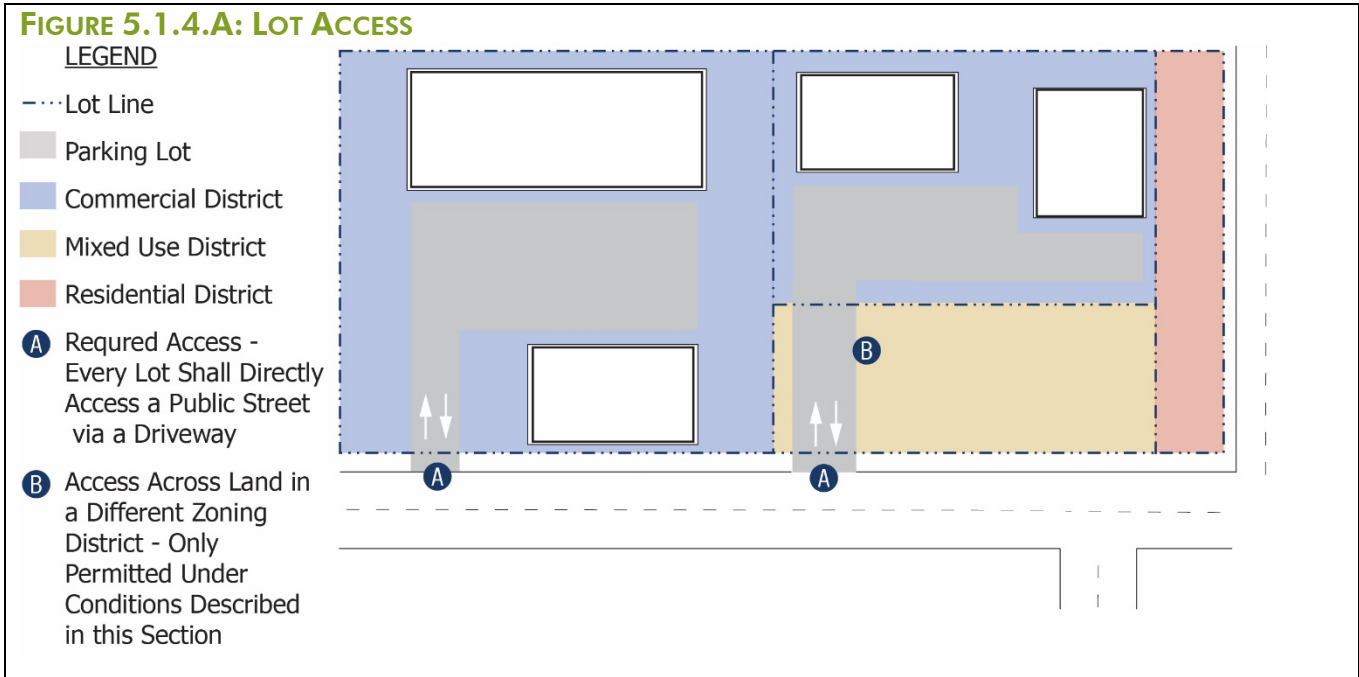 FIGURE 5.1.4.A: LOT ACCESS
LEGEND
Lot Line
Parking Lot
Commercial District
Mixed Use District
Residential District
A Requred Access -
Every Lot Shall Directly
Access a Public Street
via a Driveway
B Access Across Land in
a Different Zoning
District - Only
Permitted Under
Conditions Described
in this Section
B
A
A